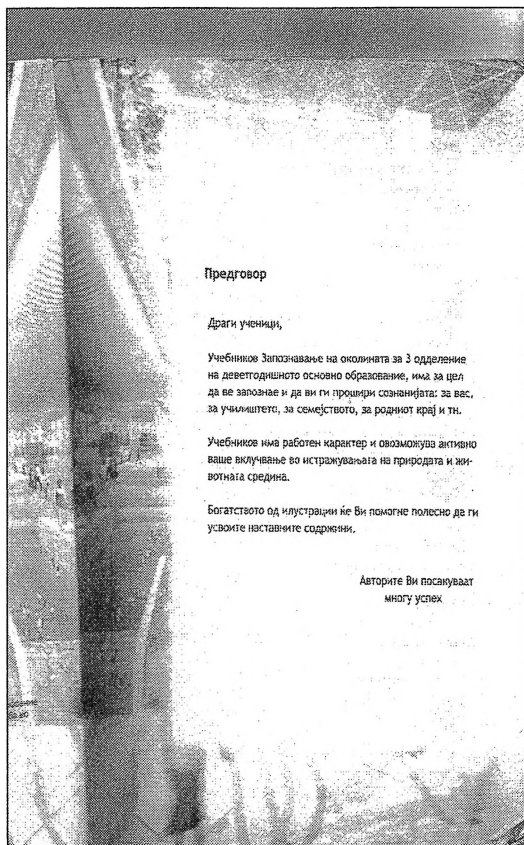 Предговор
Драги ученици,
Учебников Запознавање на околината за 3 одделение
на деветгодишното основно образование, има за цел
да ве запознае и да ви ги прошири сознанијата: за вас,
за училиштето, за семејството, за родниот крај и тн.
Учебников има работен карактер и овозможува активно
ваше вклучување во истражувањата на природата и жи-
вотната средина.
Богатството од илустрации ќе Ви помогне полесно да ги
усвоите наставните содржини.
Авторите Ви посакуваат
многу успех